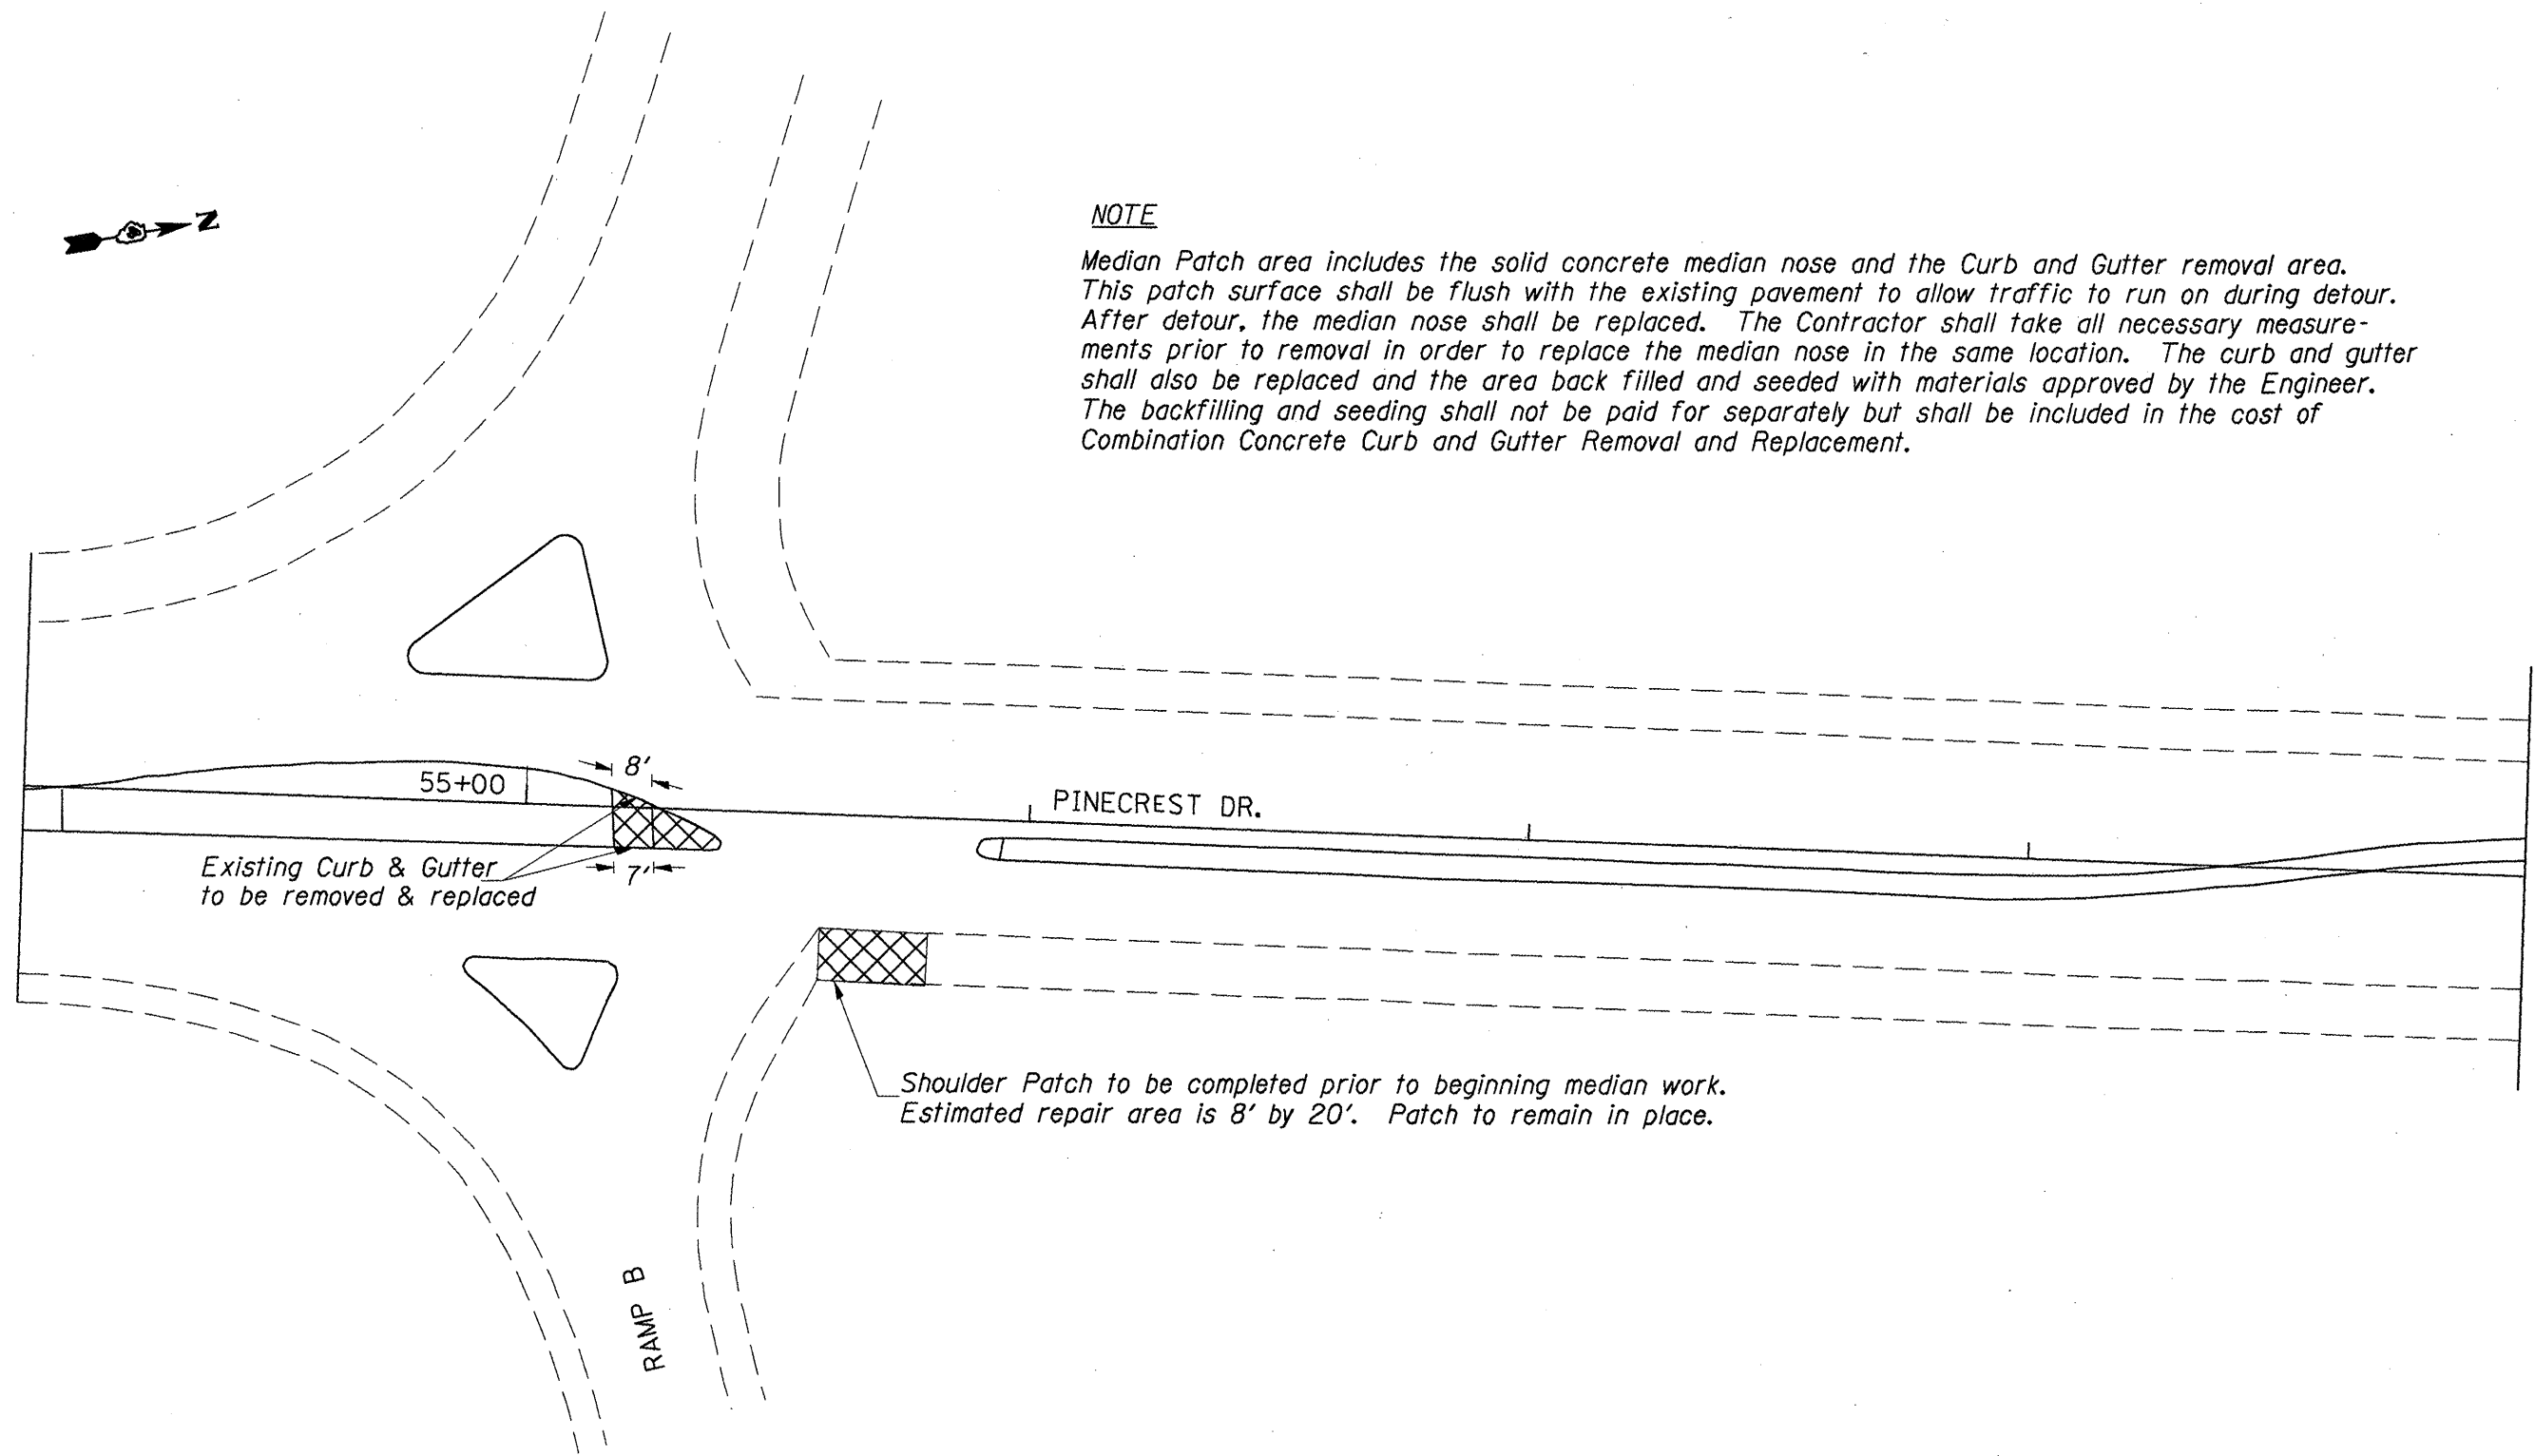 N
NOTE
Median Patch area includes the solid concrete median nose and the Curb and Gutter removal area.
This patch surface shall be flush with the existing pavement to allow traffic to run on during detour.
After detour, the median nose shall be replaced. The Contractor shall take all necessary measure-
ments prior to removal in order to replace the median nose in the same location. The curb and gutter
shall also be replaced and the area back filled and seeded with materials approved by the Engineer.
The backfilling and seeding shall not be paid for separately but shall be included in the cost of
Combination Concrete Curb and Gutter Removal and Replacement.
8'
55+00
PINECREST DR.
Existing Curb & Gutter
to be removed & replaced
7'
Shoulder Patch to be completed prior to beginning median work.
Estimated repair area is 8' by 20'. Patch to remain in place.
RAMP B